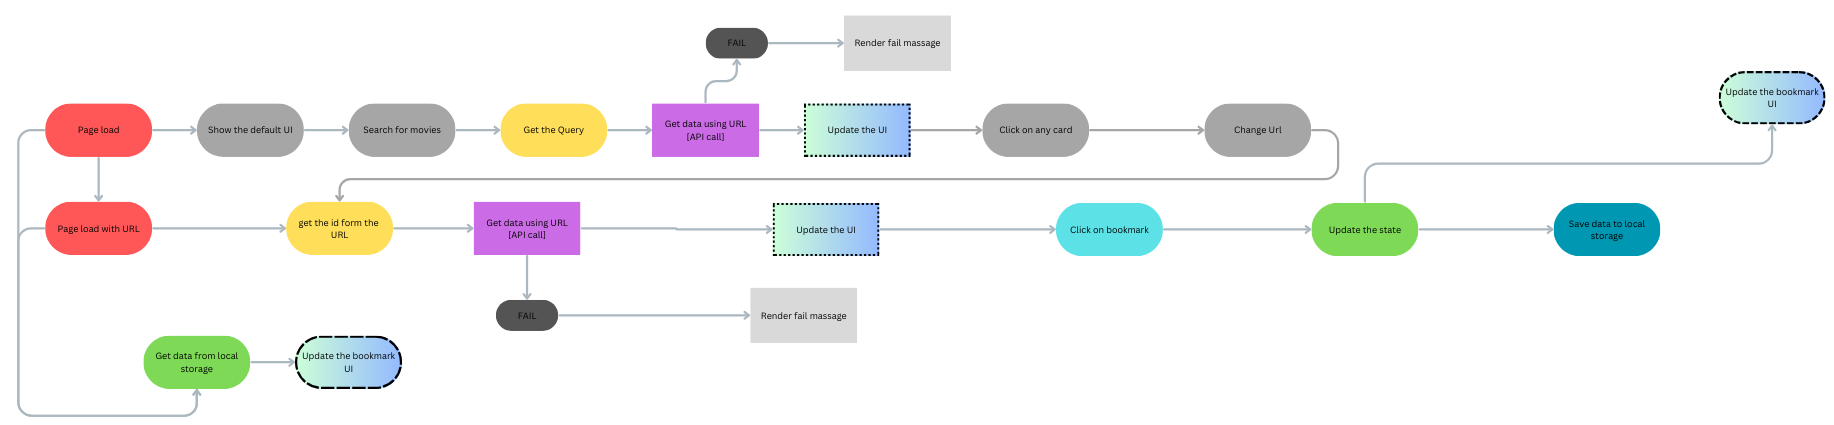 FAIL
Render fail massage
Update the bookmark
UI
Page load
Show the default UI
Search for movies
Get the Query
Get data using URL
[API call]
Update the UI
Click on any card
Change Url
Page load with URL
get the id form the
URL
Get data using URL
[API call]
Update the UI
Click on bookmark
Update the state
Save data to local
storage
FAIL
Render fail massage
Get data from local
storage
Update the bookmark
UI